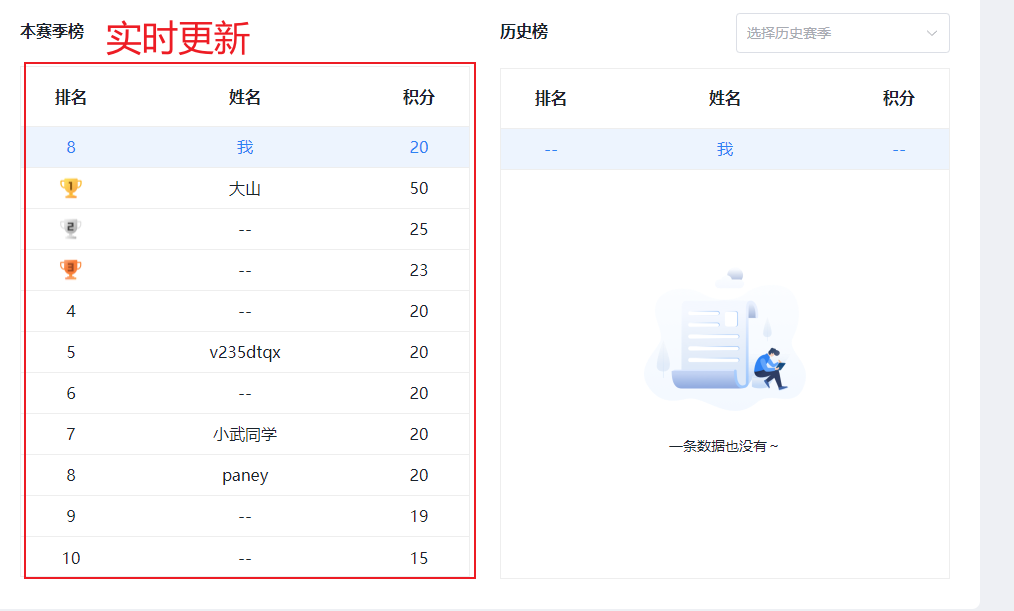 本赛季榜 实时更新
排名 姓名 积分
8 我 20
1 大山 50
2 -- 25
3 -- 23
4 -- 20
5 v235dtqx 20
6 -- 20
7 小武同学 20
8 paney 20
9 -- 19
10 -- 15
历史榜 选择历史赛季
排名 姓名 积分
-- 我 --
一条数据也没有~